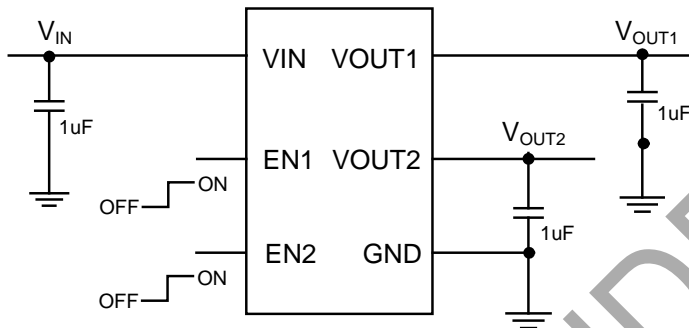 VIN
VOUT1
VIN VOUT1
1uF
1uF
VOUT2
EN1 VOUT2
ON
OFF
1uF
EN2 GND
ON
OFF